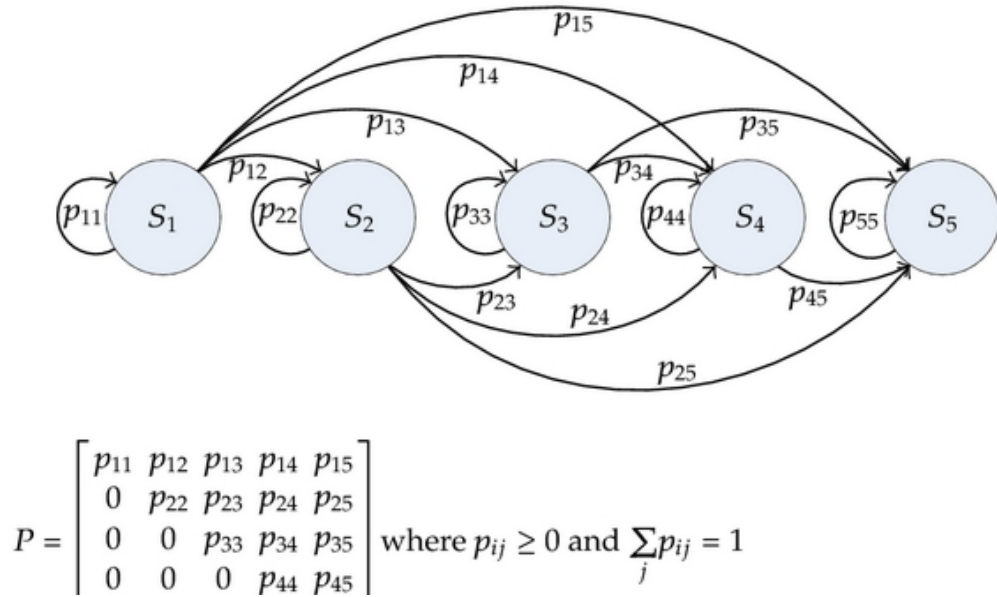 p₁₅
p₁₄
p₁₃ p₃₅
p₁₂ p₃₄
p₁₁ S₁ p₂₂ S₂ p₃₃ S₃ p₄₄ S₄ p₅₅ S₅
p₂₃ p₂₄ p₄₅
p₂₅
p₁₁ p₁₂ p₁₃ p₁₄ p₁₅
0 p₂₂ p₂₃ p₂₄ p₂₅
P = 0 0 p₃₃ p₃₄ p₃₅ where pᵢⱼ ≥ 0 and ∑ⱼ pᵢⱼ = 1
0 0 0 p₄₄ p₄₅